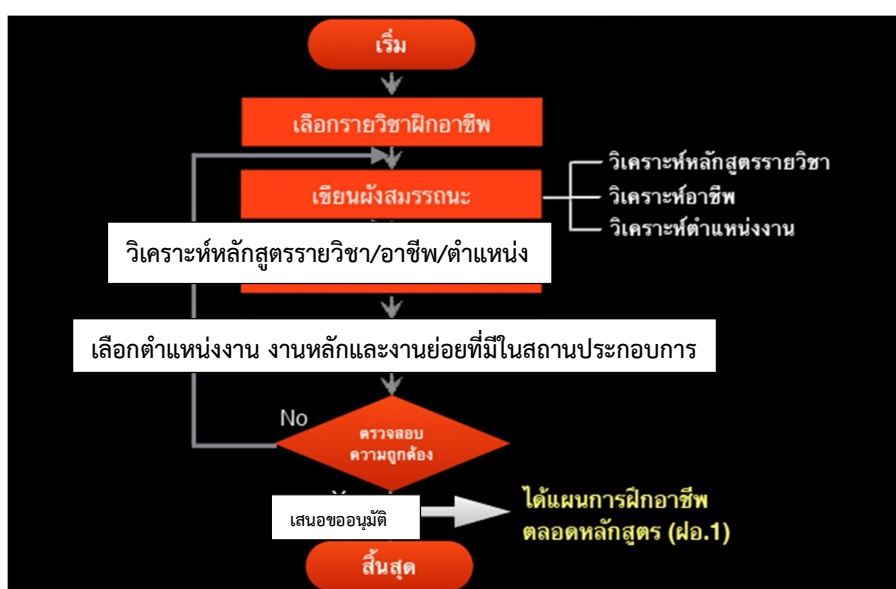 เริ่ม
เลือกรายวิชาฝึกอาชีพ
เขียนผังสมรรถนะ
วิเคราะห์หลักสูตรรายวิชา
วิเคราะห์อาชีพ
วิเคราะห์ตำแหน่งงาน
วิเคราะห์หลักสูตรรายวิชา/อาชีพ/ตำแหน่ง
เลือกตำแหน่งงาน งานหลักและงานย่อยที่มีในสถานประกอบการ
No
ตรวจสอบ
ความถูกต้อง
เสนอขออนุมัติ
ได้แผนการฝึกอาชีพ
ตลอดหลักสูตร (ฝอ.1)
สิ้นสุด